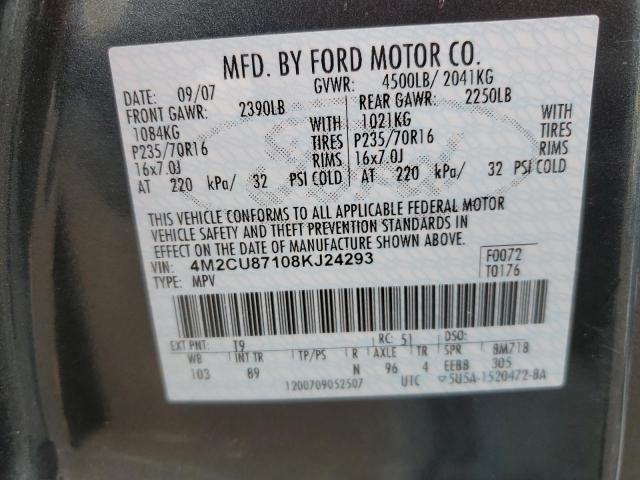 MFD. BY FORD MOTOR CO.
DATE: 09/07 GVWR: 4500LB/ 2041KG
FRONT GAWR: 2390LB REAR GAWR: 2250LB
1084KG WITH 1021KG WITH
P235/70R16 TIRES P235/70R16 TIRES
16x7.0J RIMS 16x7.0J RIMS
AT 220 kPa/ 32 PSI COLD AT 220 kPa/ 32 PSI COLD
THIS VEHICLE CONFORMS TO ALL APPLICABLE FEDERAL MOTOR
VEHICLE SAFETY AND THEFT PREVENTION STANDARDS IN
EFFECT ON THE DATE OF MANUFACTURE SHOWN ABOVE.
VIN: 4M2CU87108KJ24293 F0072
TYPE: MPV T0176
EXT PNT: T9 RC: 51 DSO:
WB INT TR TP/PS R AXLE TR SPR 8M718
103 89 N 96 4 EEBB 305
1200709052507 UTC 5U5A-1520472-BA